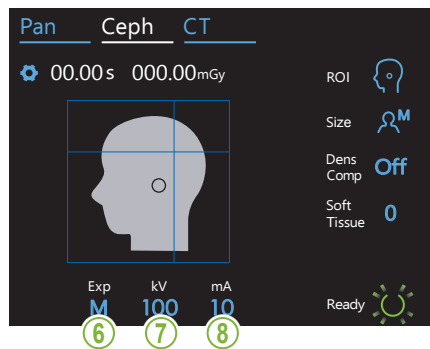 Pan Ceph CT
00.00 s 000.00mGy
ROI
Size M
Dens
Comp Off
Soft
Tissue 0
Exp kV mA
M 100 10
Ready
6 7 8